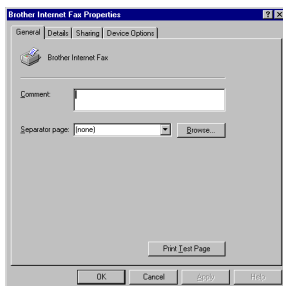 Brother Internet Fax Properties
General Details Sharing Device Options
Brother Internet Fax
Comment:
Separator page: (none) Browse...
Print Test Page
OK Cancel Apply Help